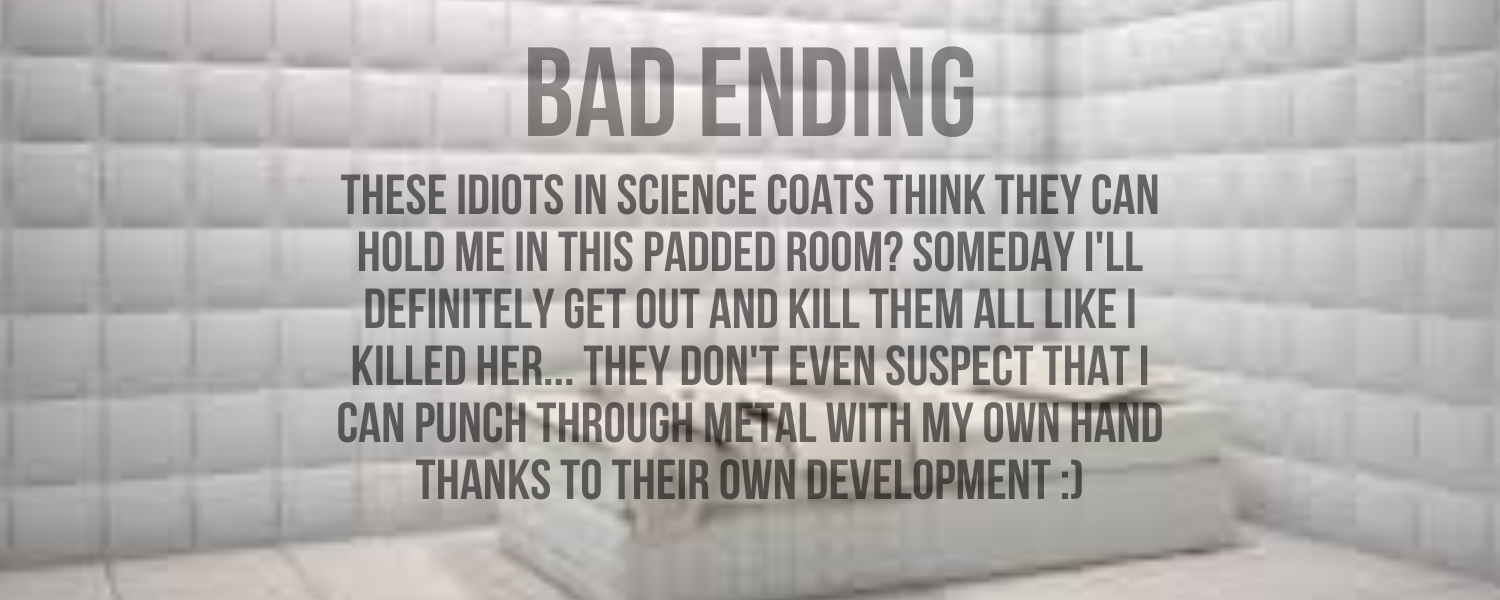 BAD ENDING
THESE IDIOTS IN SCIENCE COATS THINK THEY CAN
HOLD ME IN THIS PADDED ROOM? SOMEDAY I'LL
DEFINITELY GET OUT AND KILL THEM ALL LIKE I
KILLED HER... THEY DON'T EVEN SUSPECT THAT I
CAN PUNCH THROUGH METAL WITH MY OWN HAND
THANKS TO THEIR OWN DEVELOPMENT :)